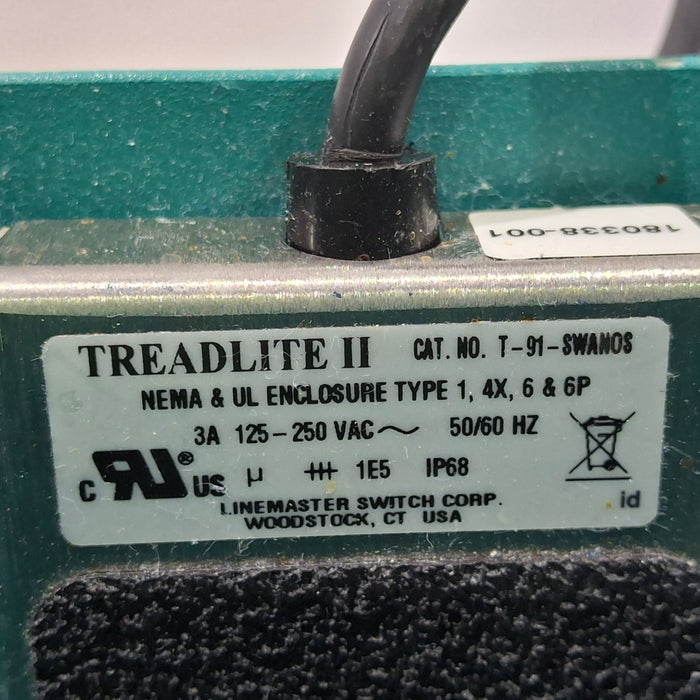 180338-001
TREADLITE II CAT. NO. T-91-SWANOS
NEMA & UL ENCLOSURE TYPE 1, 4X, 6 & 6P
3A 125-250 VAC ~ 50/60 HZ
C RU® US µ 1E5 IP68
LINEMASTER SWITCH CORP.
WOODSTOCK, CT USA
id